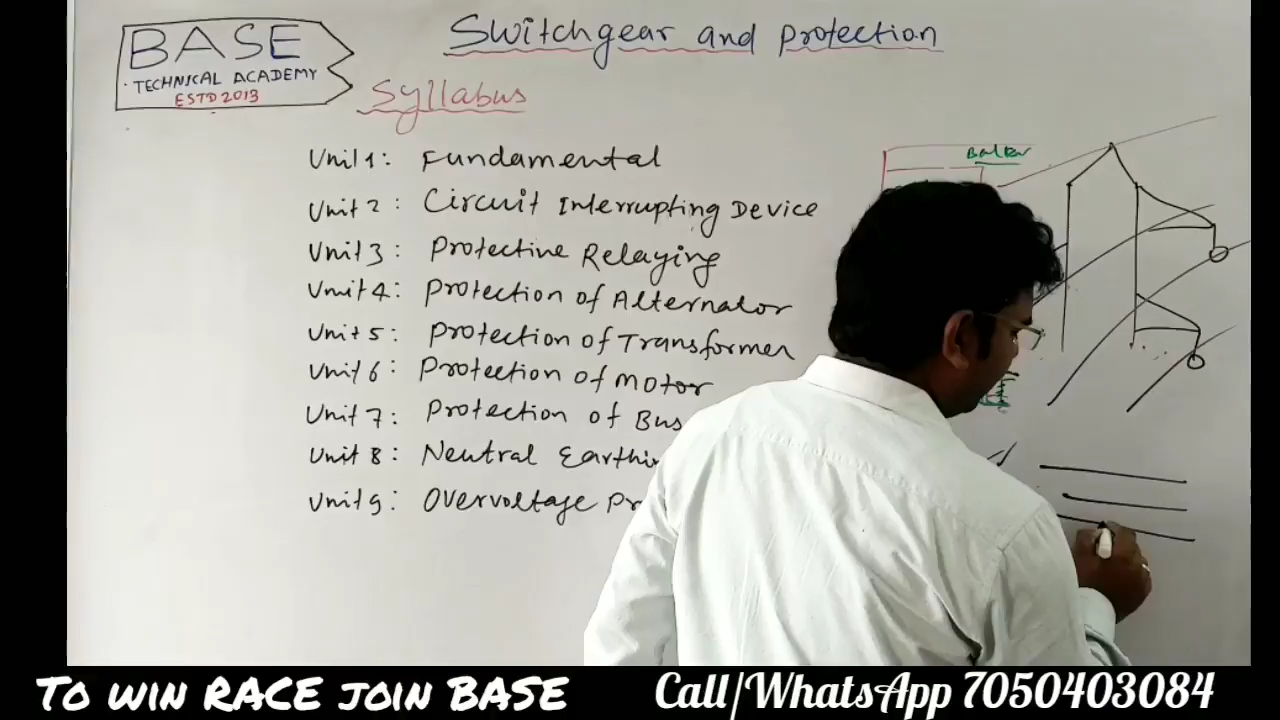 BASE
TECHNICAL ACADEMY
ESTD 2013
Switchgear and protection
Syllabus
Unit 1: Fundamental
Unit 2: Circuit Interrupting Device
Unit 3: Protective Relaying
Unit 4: Protection of Alternator
Unit 5: Protection of Transformer
Unit 6: Protection of Motor
Unit 7: Protection of Bus
Unit 8: Neutral Earthin
Unit 9: Overvoltage Pr
To win RACE join BASE
Call/WhatsApp 7050403084